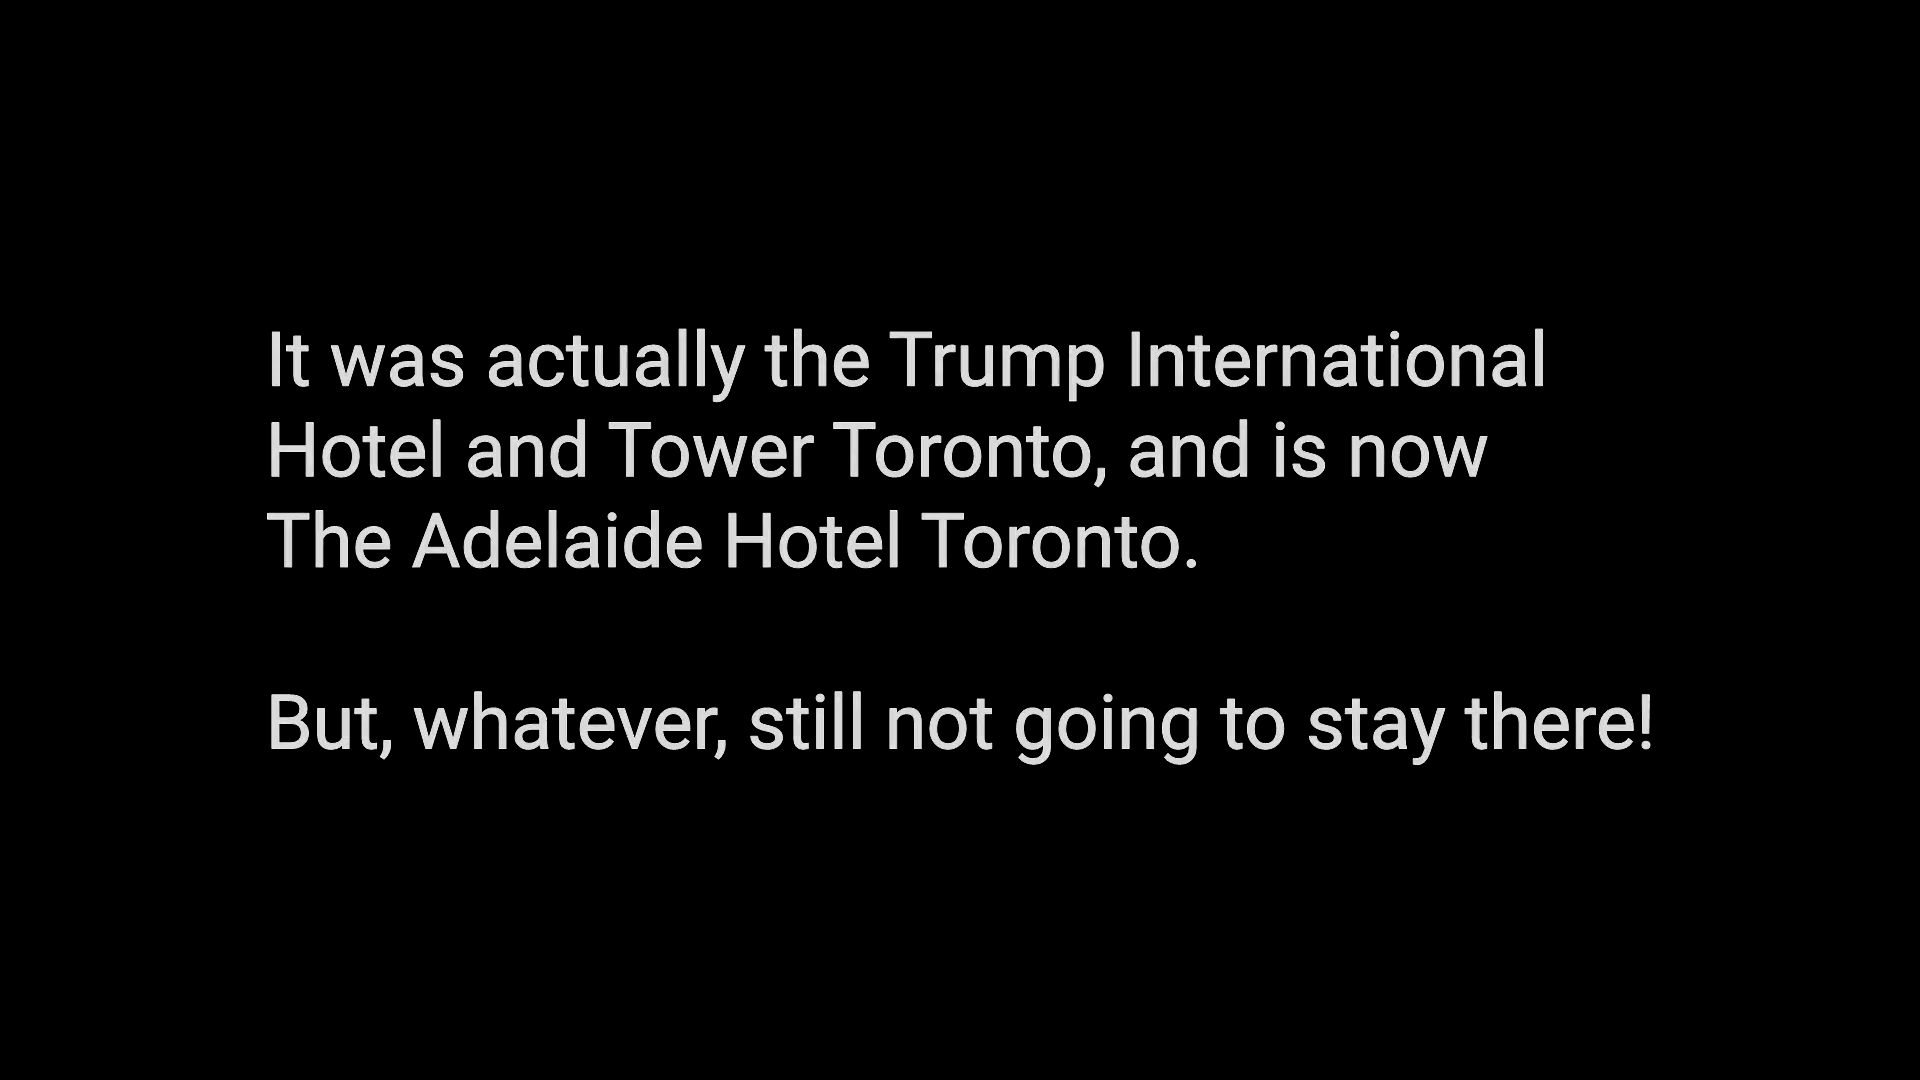 It was actually the Trump International
Hotel and Tower Toronto, and is now
The Adelaide Hotel Toronto.
But, whatever, still not going to stay there!